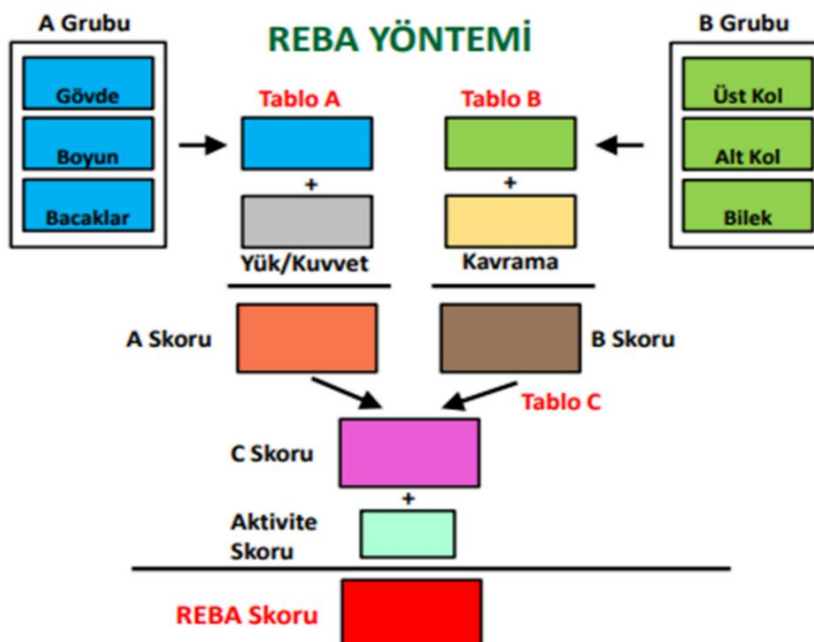 A Grubu
REBA YÖNTEMİ
B Grubu
Gövde
Boyun
Bacaklar
Tablo A
Tablo B
Üst Kol
Alt Kol
Bilek
+
+
Yük/Kuvvet
Kavrama
A Skoru
B Skoru
Tablo C
C Skoru
+
Aktivite
Skoru
REBA Skoru